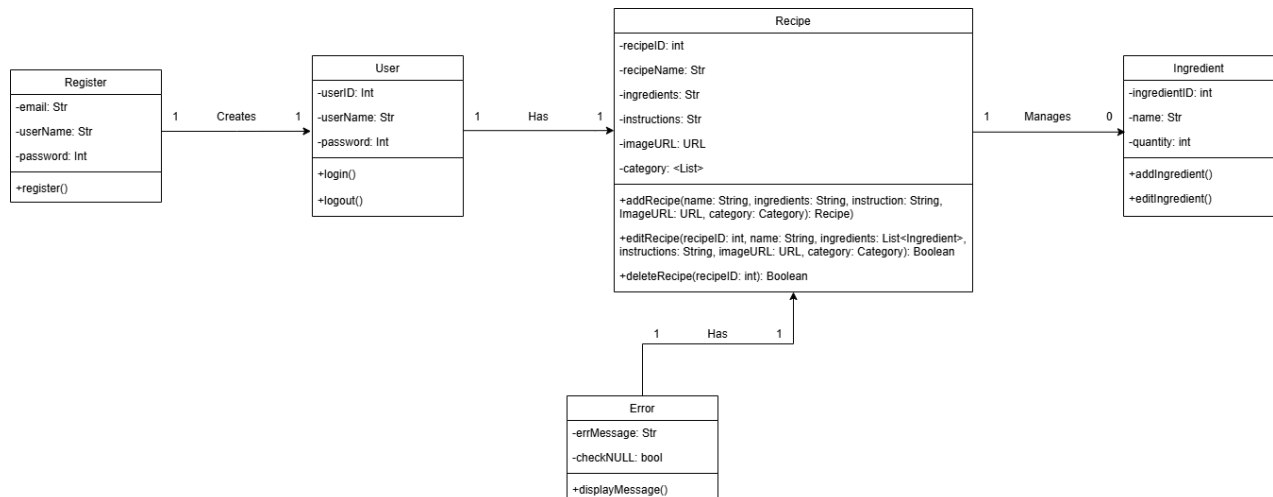 Register
-email: Str
-userName: Str
-password: Int
+register()
1 Creates 1
User
-userID: Int
-userName: Str
-password: Int
+login()
+logout()
1 Has 1
Recipe
-recipeID: int
-recipeName: Str
-ingredients: Str
-instructions: Str
-imageURL: URL
-category: <List>
+addRecipe(name: String, ingredients: String, instruction: String,
ImageURL: URL, category: Category): Recipe)
+editRecipe(recipeID: int, name: String, ingredients: List<Ingredient>,
instructions: String, imageURL: URL, category: Category): Boolean
+deleteRecipe(recipeID: int): Boolean
1 Manages 0
Ingredient
-ingredientID: int
-name: Str
-quantity: int
+addIngredient()
+editIngredient()
1 Has 1
Error
-errMessage: Str
-checkNULL: bool
+displayMessage()